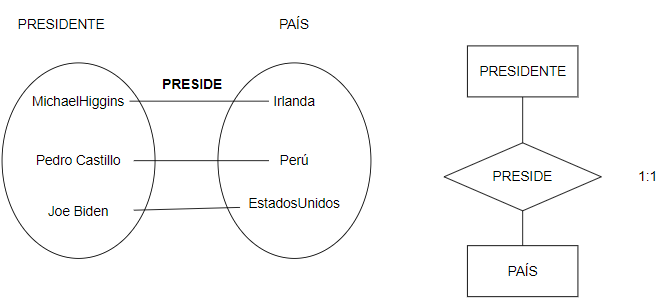 PRESIDENTE
PAÍS
PRESIDE
MichaelHiggins
Irlanda
Pedro Castillo
Perú
Joe Biden
EstadosUnidos
PRESIDENTE
PRESIDE
1:1
PAÍS